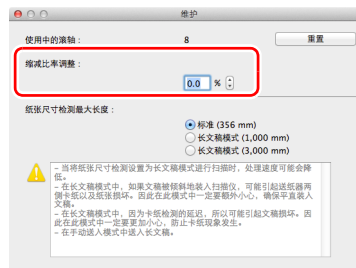 维护
使用中的滚轴： 8 重置
缩减比率调整：
0.0 %
纸张尺寸检测最大长度：
标准 (356 mm)
长文稿模式 (1,000 mm)
长文稿模式 (3,000 mm)
- 当将纸张尺寸检测设置为长文稿模式进行扫描时，处理速度可能会降
低。
- 在长文稿模式中，如果文稿被倾斜地装入扫描仪，可能引起送纸器两
侧卡纸以及纸张损坏。因此在此模式中一定要额外小心，确保平直装入
文稿。
- 在长文稿模式中，因为卡纸检测的延迟，所以可能引起文稿损坏。因
此在此模式中一定要更加小心，防止卡纸现象发生。
- 在手动送入模式中送入长文稿。